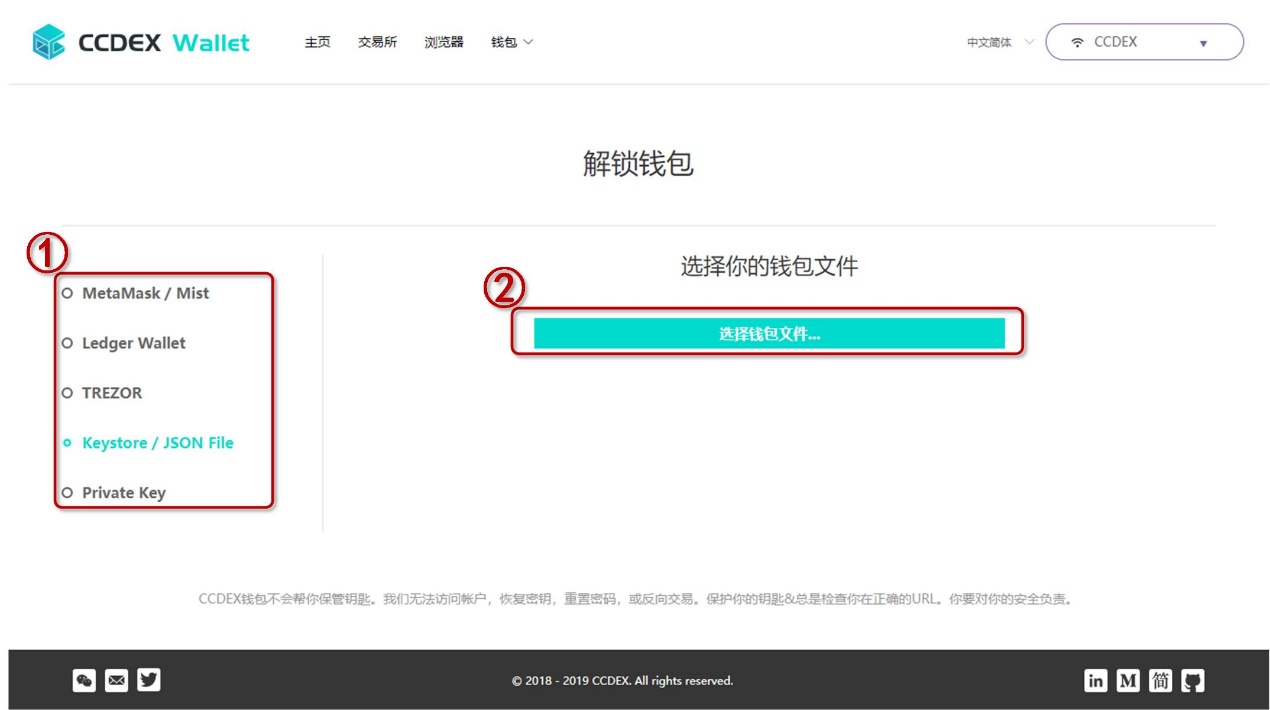 CCDEX Wallet
主页 交易所 浏览器 钱包
中文简体
CCDEX
解锁钱包
①
MetaMask / Mist
Ledger Wallet
TREZOR
Keystore / JSON File
Private Key
选择你的钱包文件
②
选择钱包文件...
CCDEX钱包不会帮你保管钥匙。我们无法访问帐户，恢复密钥，重置密码，或反向交易。保护你的钥匙&总是检查你在正确的URL。你要对你的安全负责。
© 2018 - 2019 CCDEX. All rights reserved.
in M 简